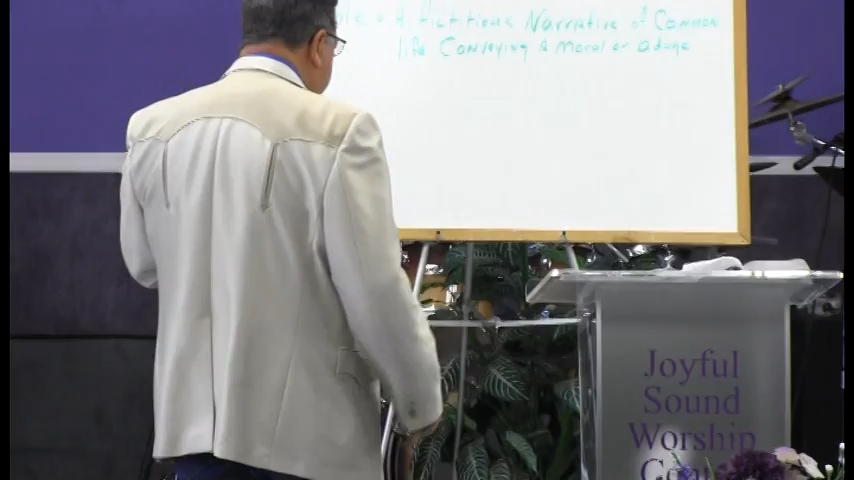 A Fictitious Narrative of Common
life Conveying A moral or adage
Joyful
Sound
Worship